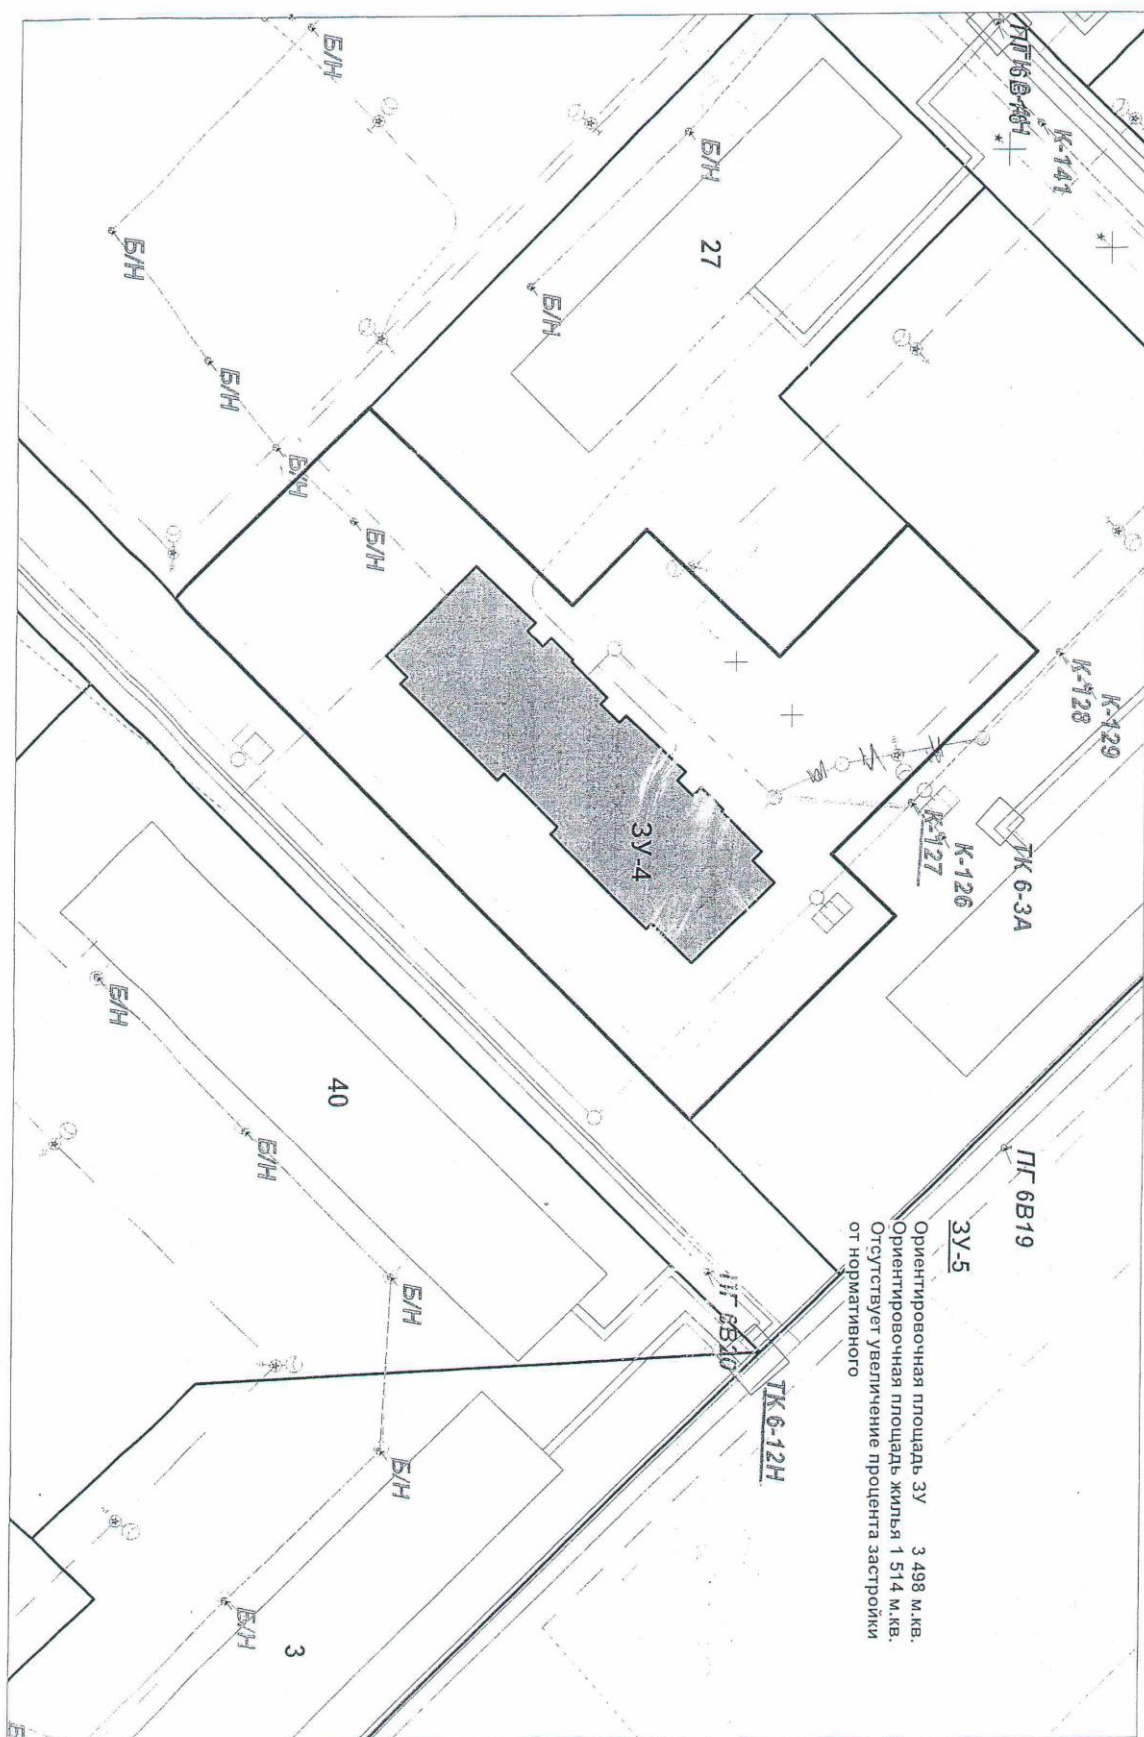 ЗУ-5
Ориентировочная площадь ЗУ 3 498 м.кв.
Ориентировочная площадь жилья 1 514 м.кв.
Отсутствует увеличение процента застройки
от нормативного
ПГ 6В19
К-141
К-129
К-128
ТК 6-3А
К-126
К-127
ТК 6-12Н
27
ЗУ-4
40
3
Б/Н
Б/Н
Б/Н
Б/Н
Б/Н
Б/Н
Б/Н
Б/Н
Б/Н
Б/Н
Б/Н
Б/Н
Б/Н